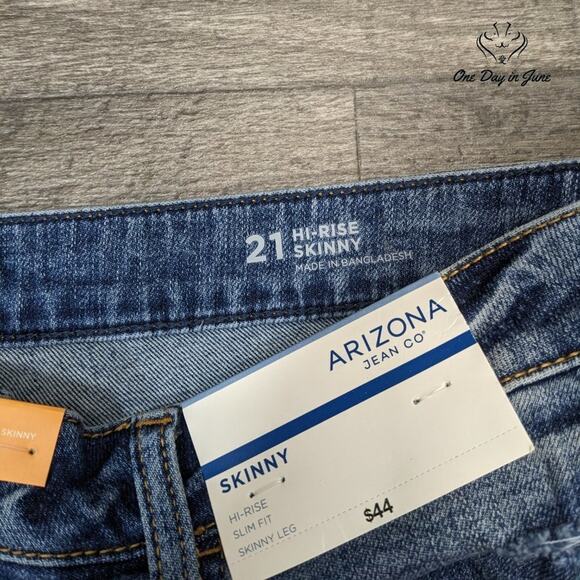 One Day in June
21 HI-RISE
SKINNY
MADE IN BANGLADESH
ARIZONA
JEAN CO®
SKINNY
SKINNY
HI-RISE
SLIM FIT
SKINNY LEG
$44